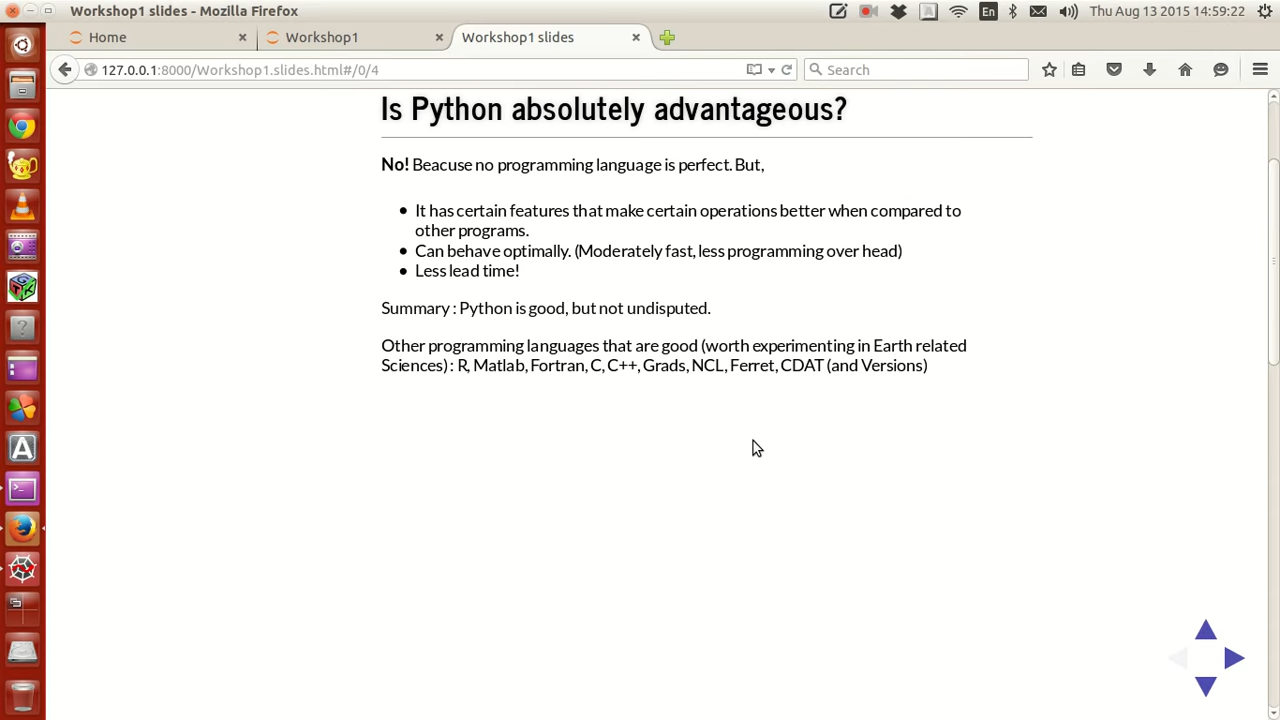 Workshop1 slides - Mozilla Firefox
En
Thu Aug 13 2015 14:59:22
Home
Workshop1
Workshop1 slides
127.0.0.1:8000/Workshop1.slides.html#/0/4
Search
Is Python absolutely advantageous?
No! Beacuse no programming language is perfect. But,
It has certain features that make certain operations better when compared to
other programs.
Can behave optimally. (Moderately fast, less programming over head)
Less lead time!
Summary : Python is good, but not undisputed.
Other programming languages that are good (worth experimenting in Earth related
Sciences) : R, Matlab, Fortran, C, C++, Grads, NCL, Ferret, CDAT (and Versions)